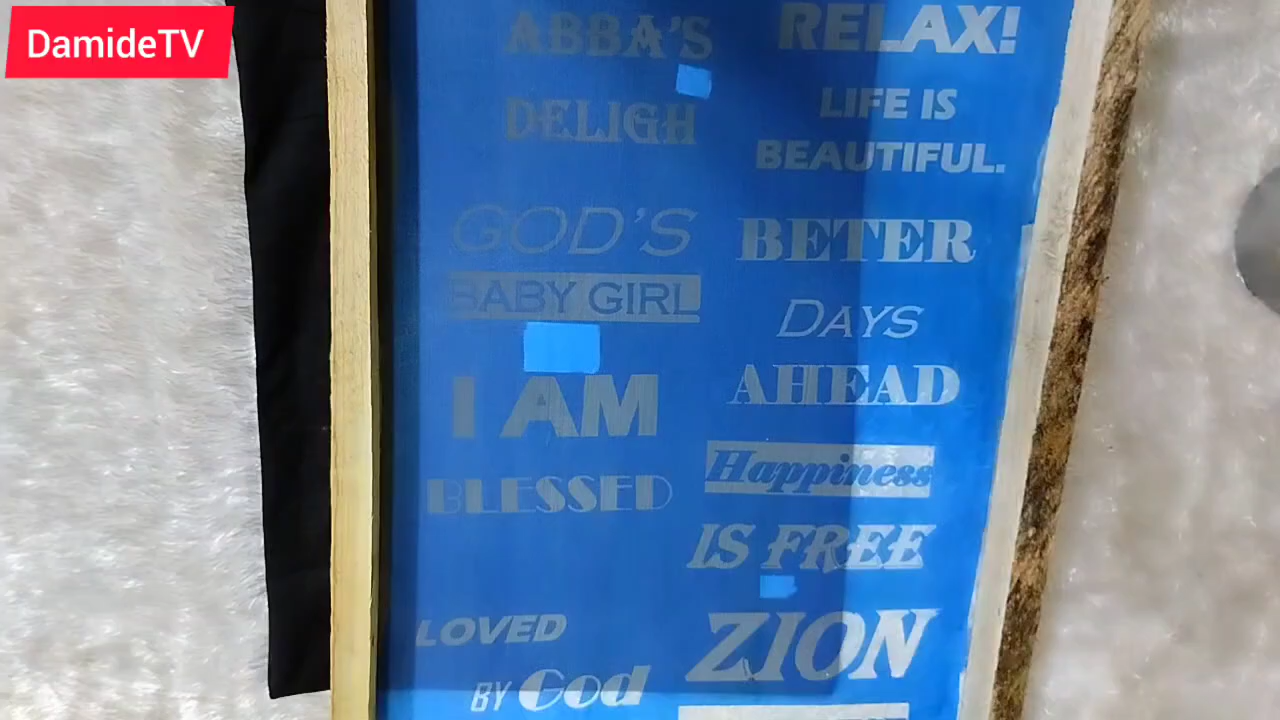 DamideTV
ABBA'S
DELIGH
GOD'S
BABY GIRL
I AM
BLESSED
LOVED
BY God
RELAX!
LIFE IS
BEAUTIFUL.
BETER
DAYS
AHEAD
Happiness
IS FREE
ZION